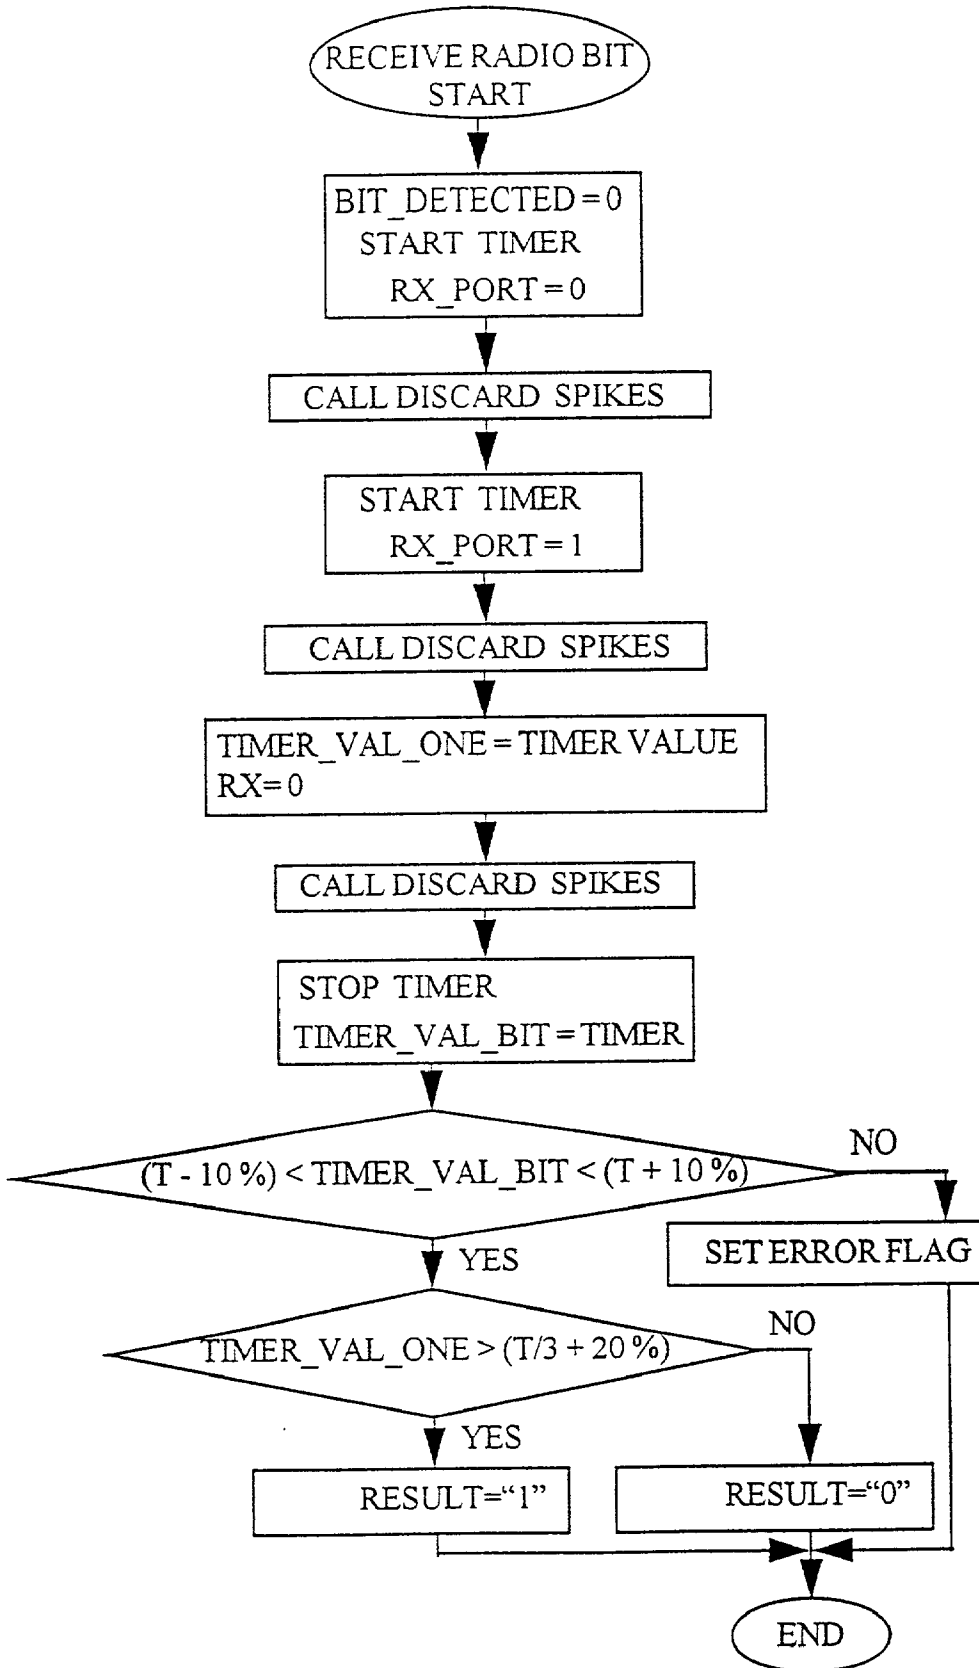 RECEIVE RADIO BIT
START
BIT_DETECTED = 0
START TIMER
RX_PORT = 0
CALL DISCARD SPIKES
START TIMER
RX_PORT = 1
CALL DISCARD SPIKES
TIMER_VAL_ONE = TIMER VALUE
RX= 0
CALL DISCARD SPIKES
STOP TIMER
TIMER_VAL_BIT = TIMER
(T - 10 %) < TIMER_VAL_BIT < (T + 10 %)
NO
SET ERROR FLAG
YES
TIMER_VAL_ONE > (T/3 + 20 %)
NO
YES
RESULT=“1”
RESULT=“0”
END